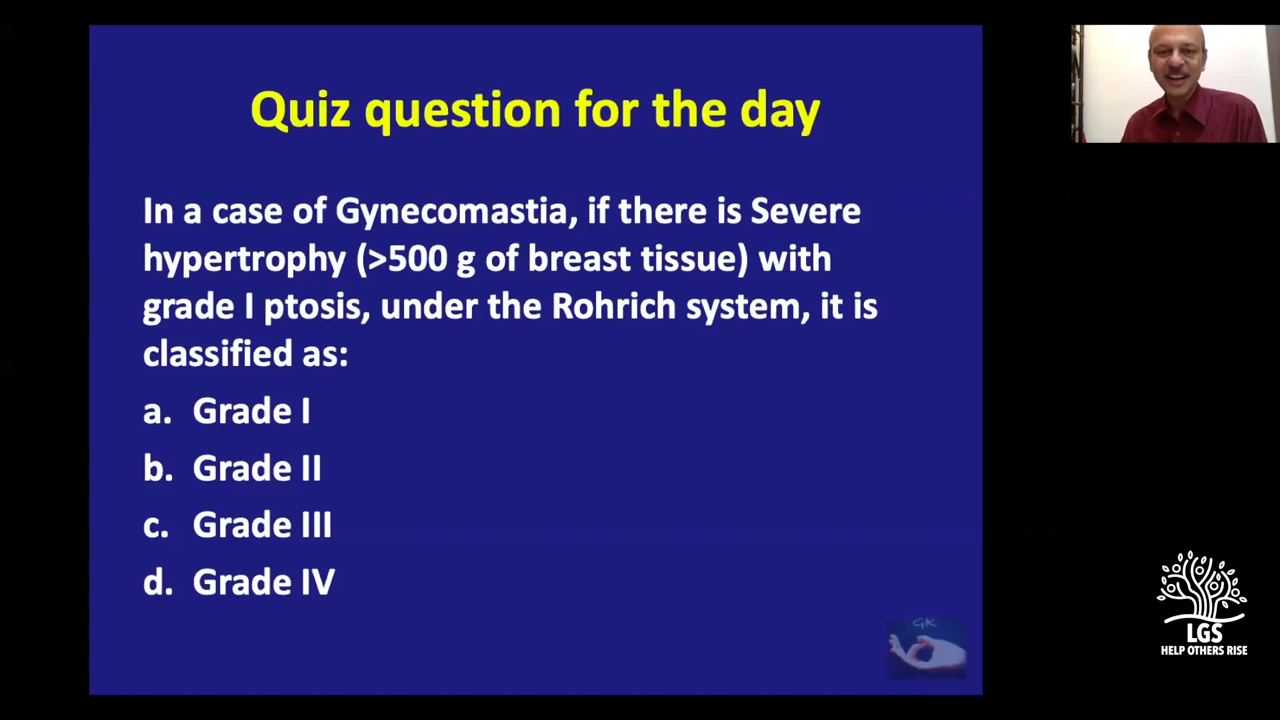 Quiz question for the day
In a case of Gynecomastia, if there is Severe
hypertrophy (>500 g of breast tissue) with
grade I ptosis, under the Rohrich system, it is
classified as:
a. Grade I
b. Grade II
c. Grade III
d. Grade IV
GK
LGS
HELP OTHERS RISE